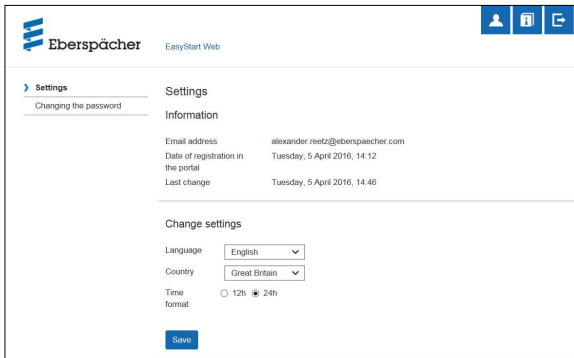 Eberspächer
EasyStart Web
Settings
Changing the password
Settings
Information
Email address alexander.reetz@eberspaecher.com
Date of registration in Tuesday, 5 April 2016, 14:12
the portal
Last change Tuesday, 5 April 2016, 14:46
Change settings
Language English
Country Great Britain
Time 12h 24h
format
Save